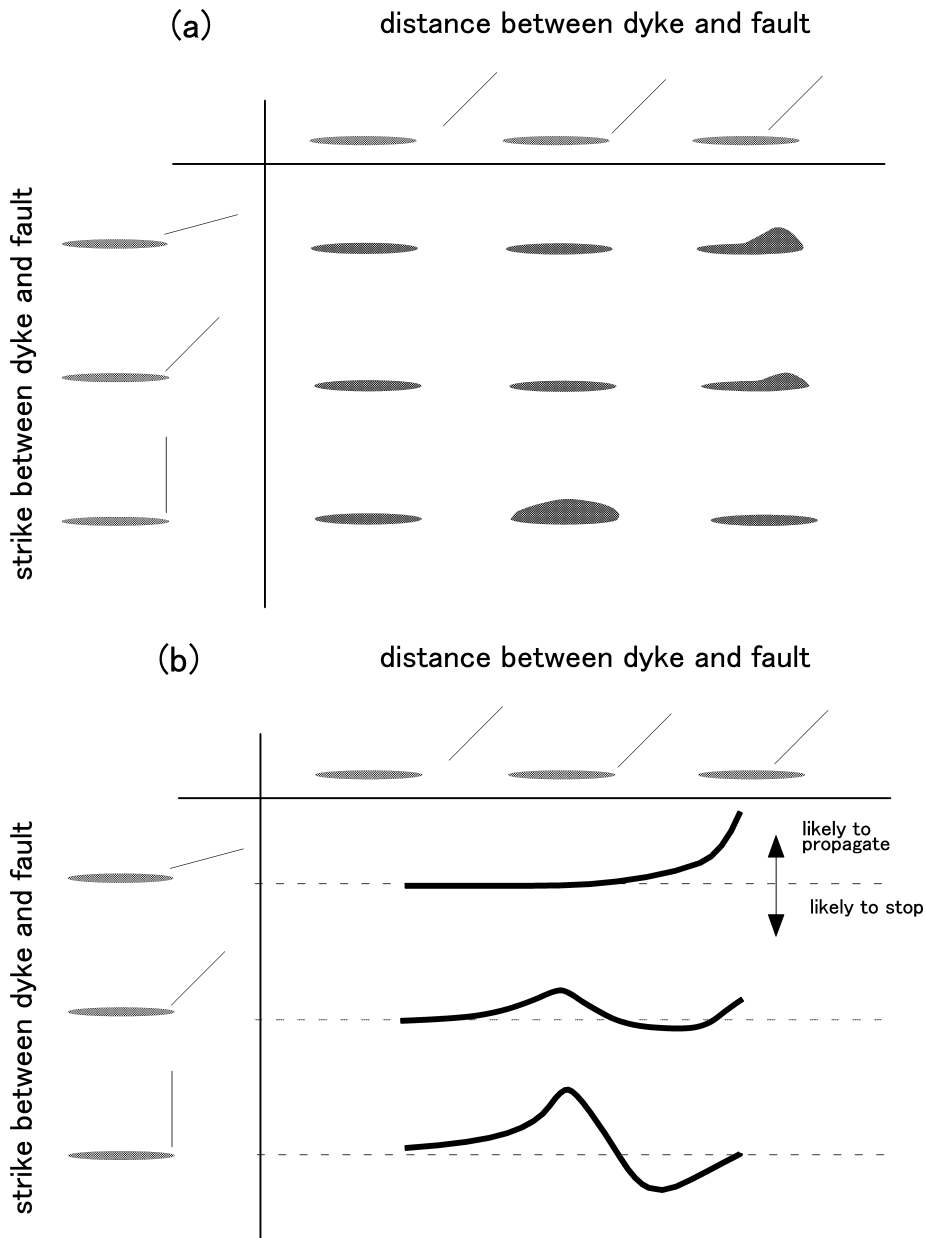 (a)
distance between dyke and fault
strike between dyke and fault
(b)
distance between dyke and fault
strike between dyke and fault
likely to
propagate
likely to stop